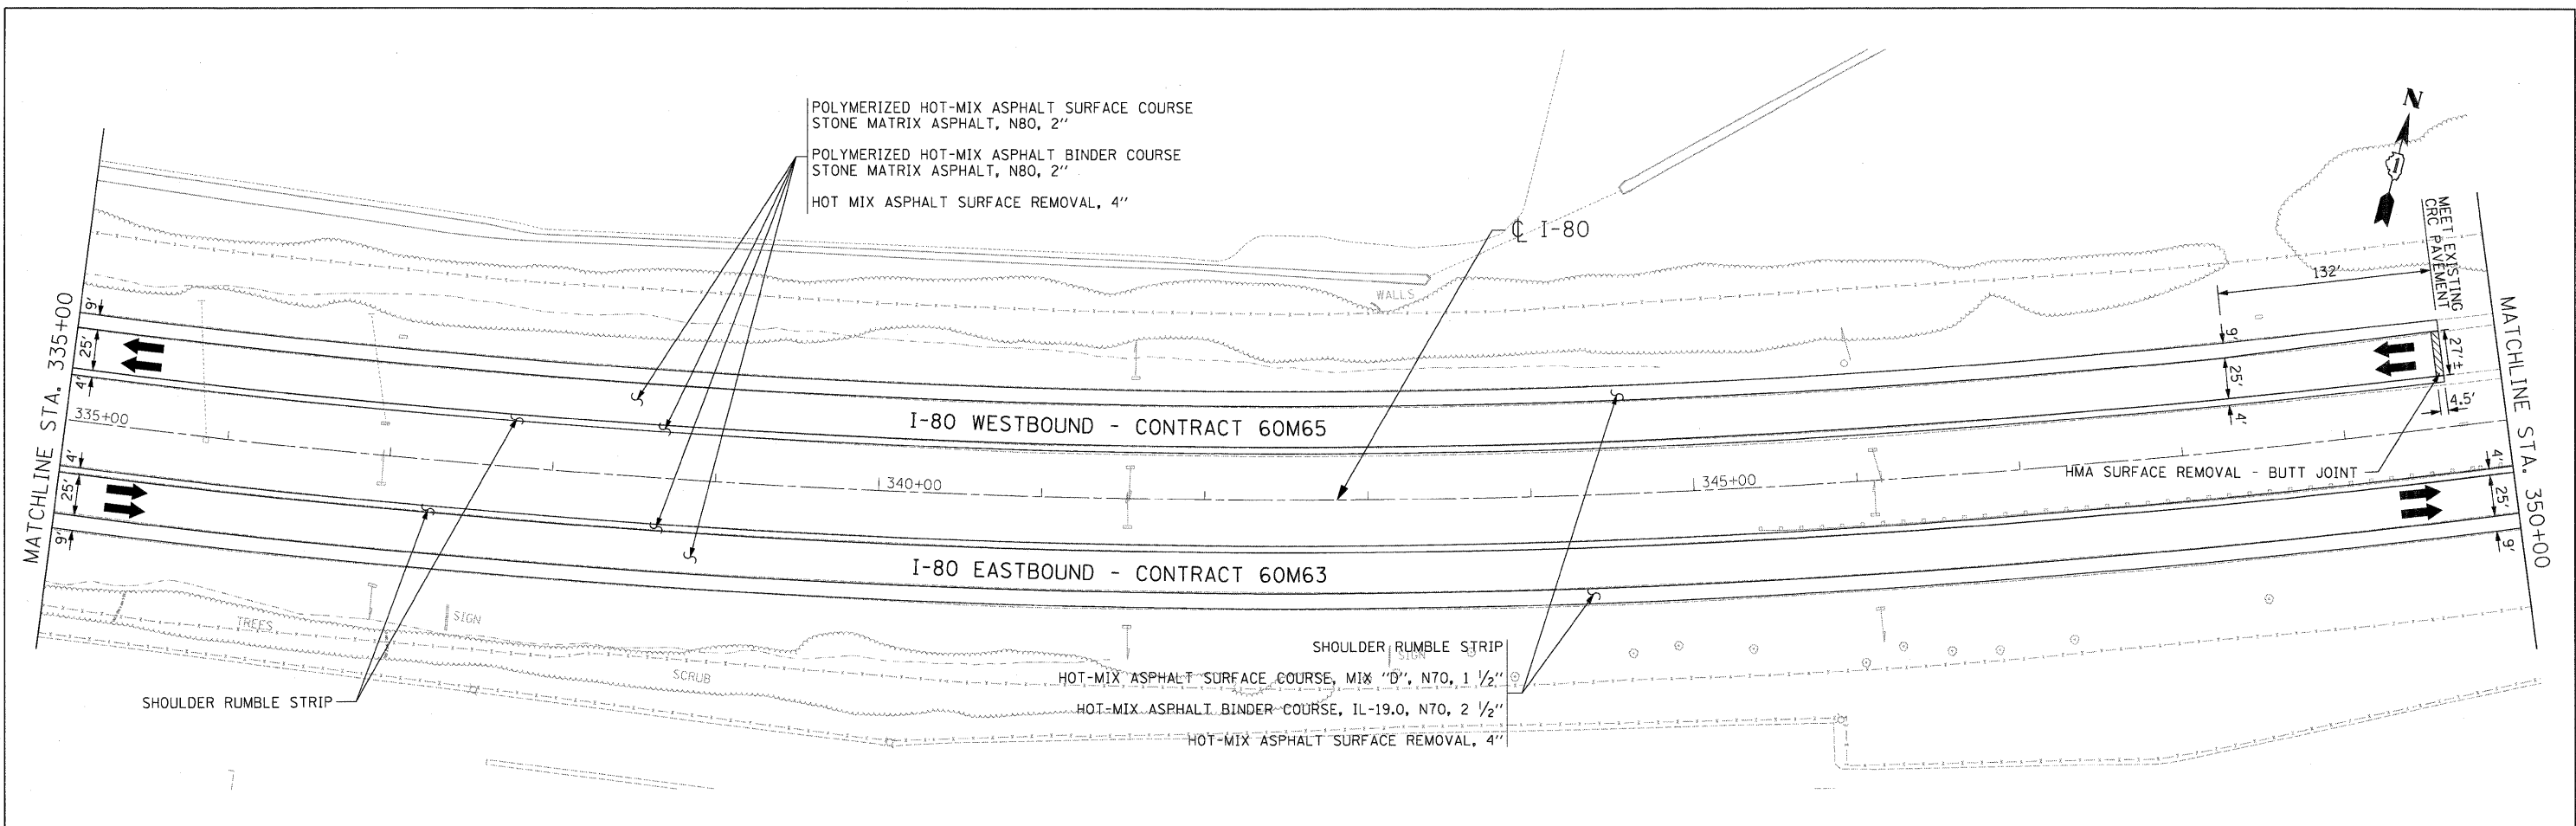 POLYMERIZED HOT-MIX ASPHALT SURFACE COURSE
STONE MATRIX ASPHALT, N80, 2"
POLYMERIZED HOT-MIX ASPHALT BINDER COURSE
STONE MATRIX ASPHALT, N80, 2"
HOT MIX ASPHALT SURFACE REMOVAL, 4"
N
1
℄ I-80
MEET EXISTING
CRC PAVEMENT
132'
WALLS
MATCHLINE STA. 335+00
9'
25'
4'
335+00
4'
25'
9'
I-80 WESTBOUND - CONTRACT 60M65
9'
25'
4'
27'±
4.5'
MATCHLINE STA. 350+00
340+00
345+00
HMA SURFACE REMOVAL - BUTT JOINT
4'
25'
9'
I-80 EASTBOUND - CONTRACT 60M63
TREES
SIGN
SCRUB
SIGN
SHOULDER RUMBLE STRIP
SHOULDER RUMBLE STRIP
HOT-MIX ASPHALT SURFACE COURSE, MIX "D", N70, 1 1/2"
HOT-MIX ASPHALT BINDER COURSE, IL-19.0, N70, 2 1/2"
HOT-MIX ASPHALT SURFACE REMOVAL, 4"